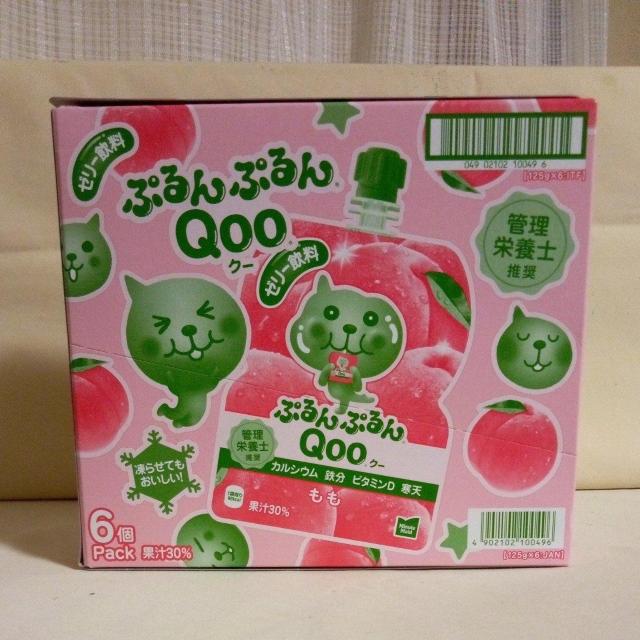 ゼリー飲料
ぷるんぷるん
Qoo
クー
ゼリー飲料
049 02102 10049 6
[125g×6:ITF]
管理
栄養士
推奨
ぷるんぷるん
Qoo クー
管理
栄養士
推奨
カルシウム 鉄分 ビタミンD 寒天
もも
果汁30%
Minute
Maid
凍らせても
おいしい!
6個
Pack 果汁30%
4 902102 100496
[125g×6:JAN]